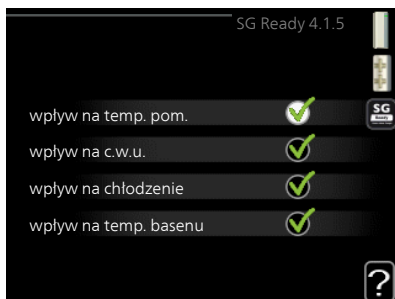 SG Ready 4.1.5
SG
Ready
wpływ na temp. pom.
wpływ na c.w.u.
wpływ na chłodzenie
wpływ na temp. basenu
?